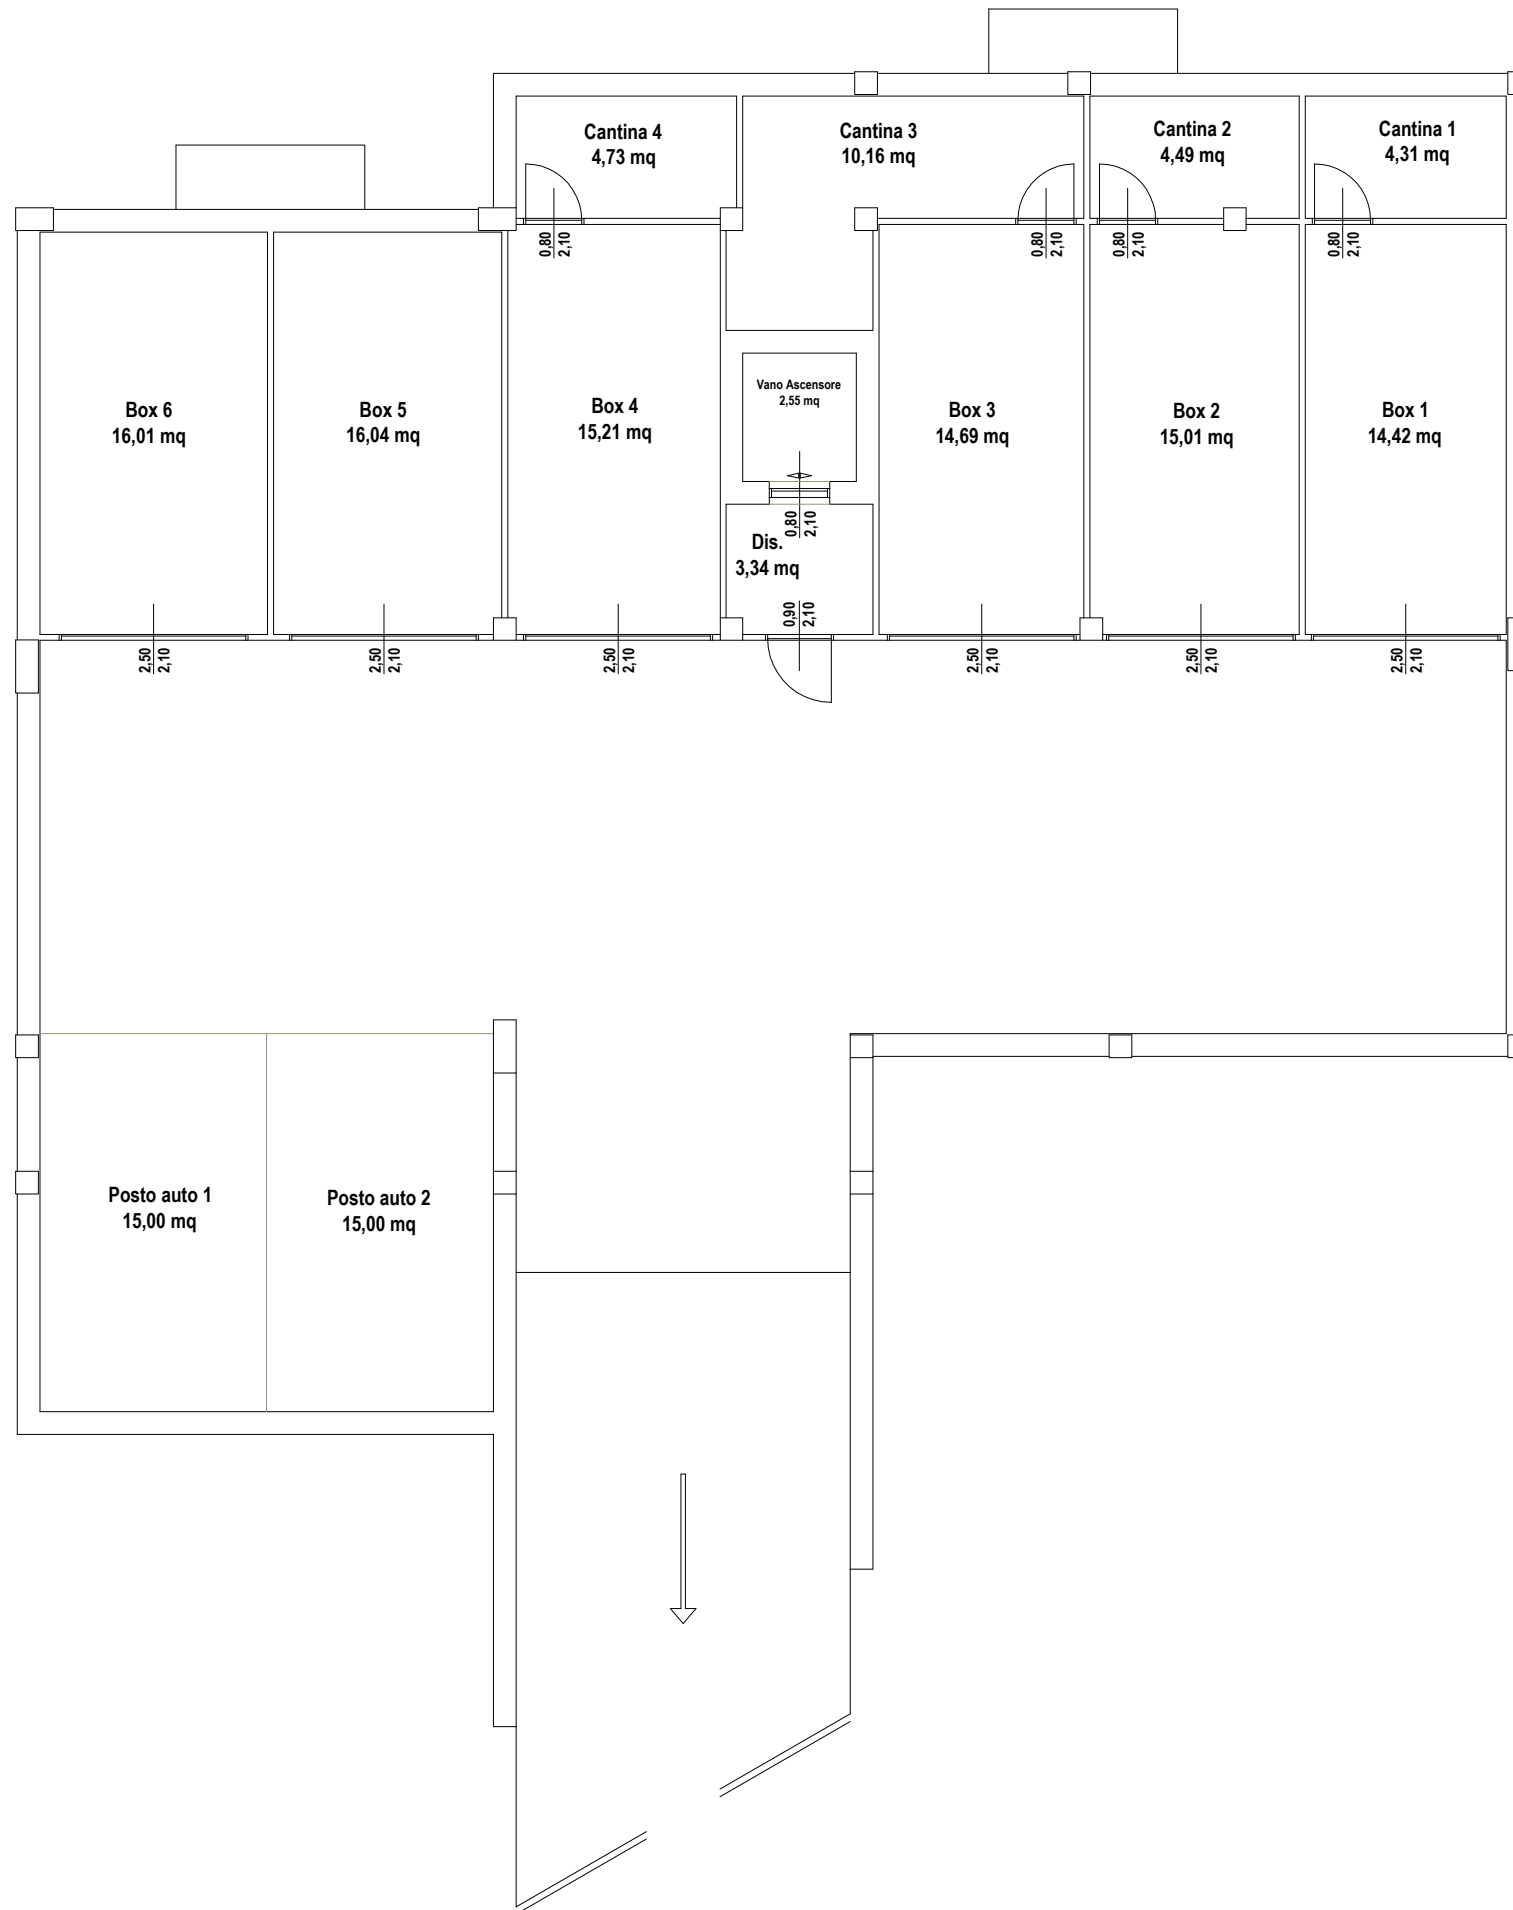 Cantina 4
4,73 mq
Cantina 3
10,16 mq
Cantina 2
4,49 mq
Cantina 1
4,31 mq
0,80
2,10
0,80
2,10
0,80
2,10
0,80
2,10
Box 6
16,01 mq
Box 5
16,04 mq
Box 4
15,21 mq
Vano Ascensore
2,55 mq
Box 3
14,69 mq
Box 2
15,01 mq
Box 1
14,42 mq
0,80
2,10
Dis.
3,34 mq
0,90
2,10
2,50
2,10
2,50
2,10
2,50
2,10
2,50
2,10
2,50
2,10
2,50
2,10
Posto auto 1
15,00 mq
Posto auto 2
15,00 mq